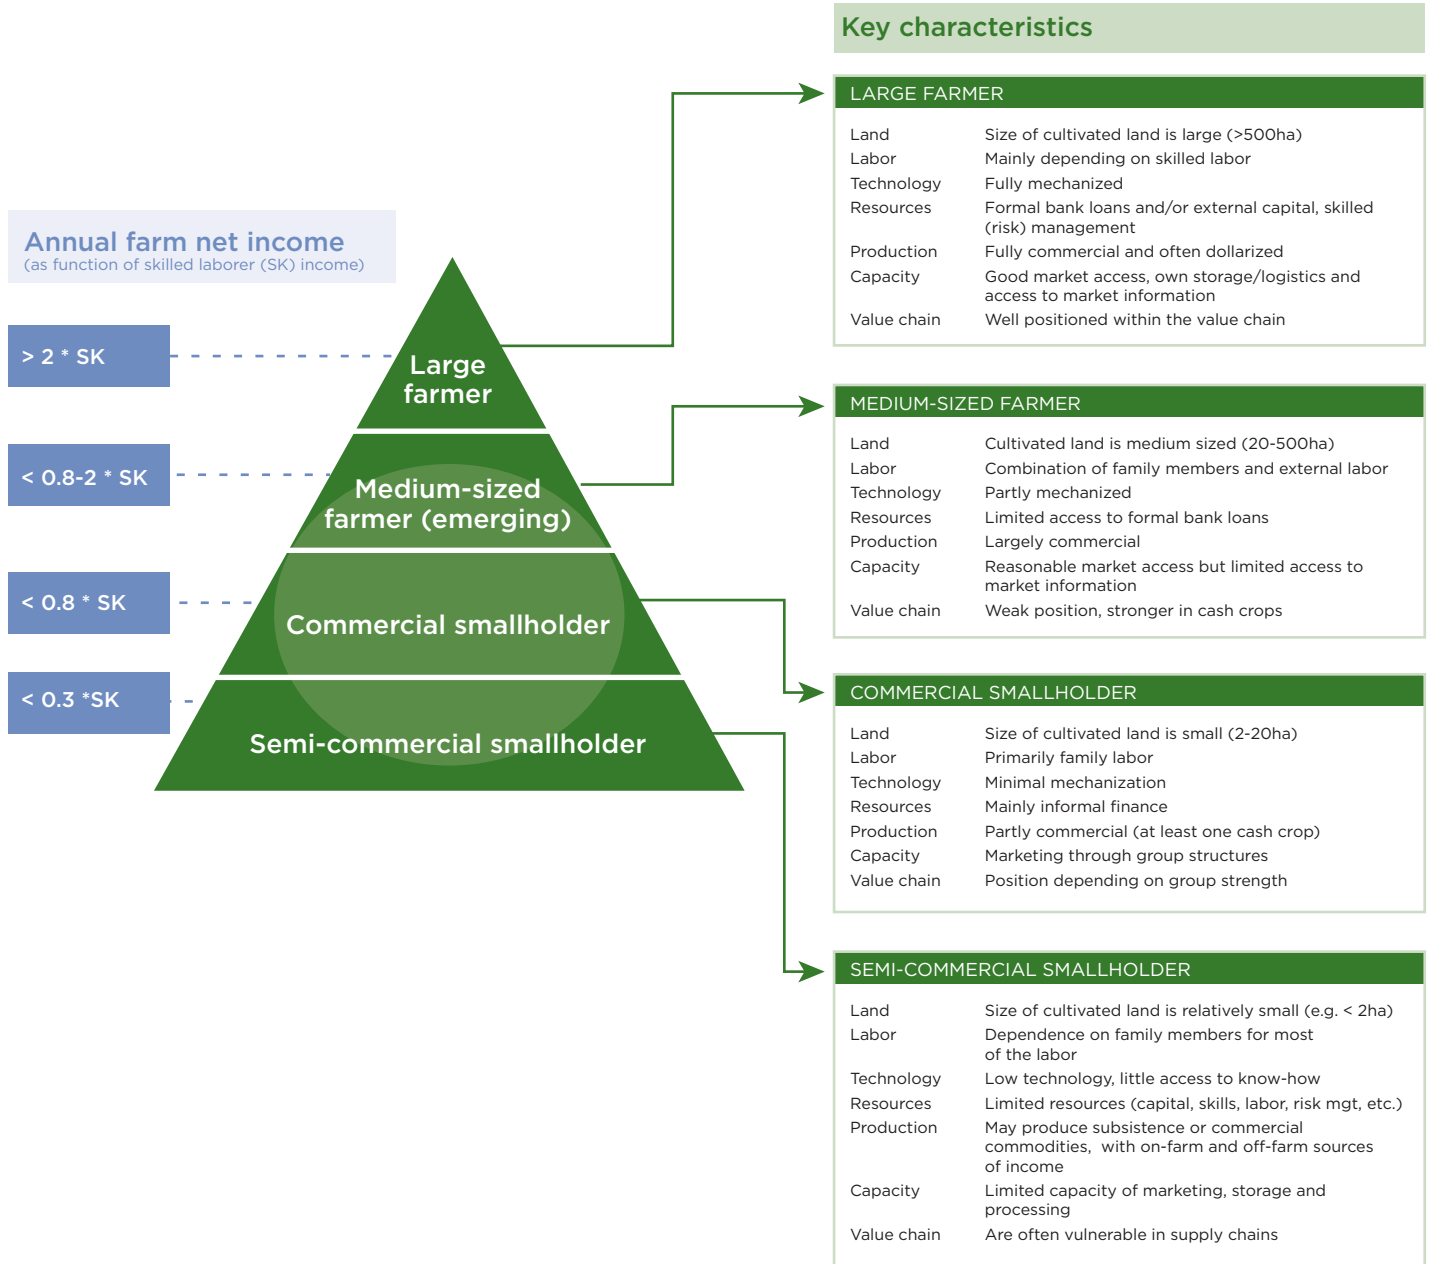 Key characteristics
Annual farm net income
(as function of skilled laborer (SK) income)
> 2 * SK
< 0.8-2 * SK
< 0.8 * SK
< 0.3 *SK
Large
farmer
Medium-sized
farmer (emerging)
Commercial smallholder
Semi-commercial smallholder
LARGE FARMER
Land Size of cultivated land is large (>500ha)
Labor Mainly depending on skilled labor
Technology Fully mechanized
Resources Formal bank loans and/or external capital, skilled
(risk) management
Production Fully commercial and often dollarized
Capacity Good market access, own storage/logistics and
access to market information
Value chain Well positioned within the value chain
MEDIUM-SIZED FARMER
Land Cultivated land is medium sized (20-500ha)
Labor Combination of family members and external labor
Technology Partly mechanized
Resources Limited access to formal bank loans
Production Largely commercial
Capacity Reasonable market access but limited access to
market information
Value chain Weak position, stronger in cash crops
COMMERCIAL SMALLHOLDER
Land Size of cultivated land is small (2-20ha)
Labor Primarily family labor
Technology Minimal mechanization
Resources Mainly informal finance
Production Partly commercial (at least one cash crop)
Capacity Marketing through group structures
Value chain Position depending on group strength
SEMI-COMMERCIAL SMALLHOLDER
Land Size of cultivated land is relatively small (e.g. < 2ha)
Labor Dependence on family members for most
of the labor
Technology Low technology, little access to know-how
Resources Limited resources (capital, skills, labor, risk mgt, etc.)
Production May produce subsistence or commercial
commodities,  with on-farm and off-farm sources
of income
Capacity Limited capacity of marketing, storage and
processing
Value chain Are often vulnerable in supply chains